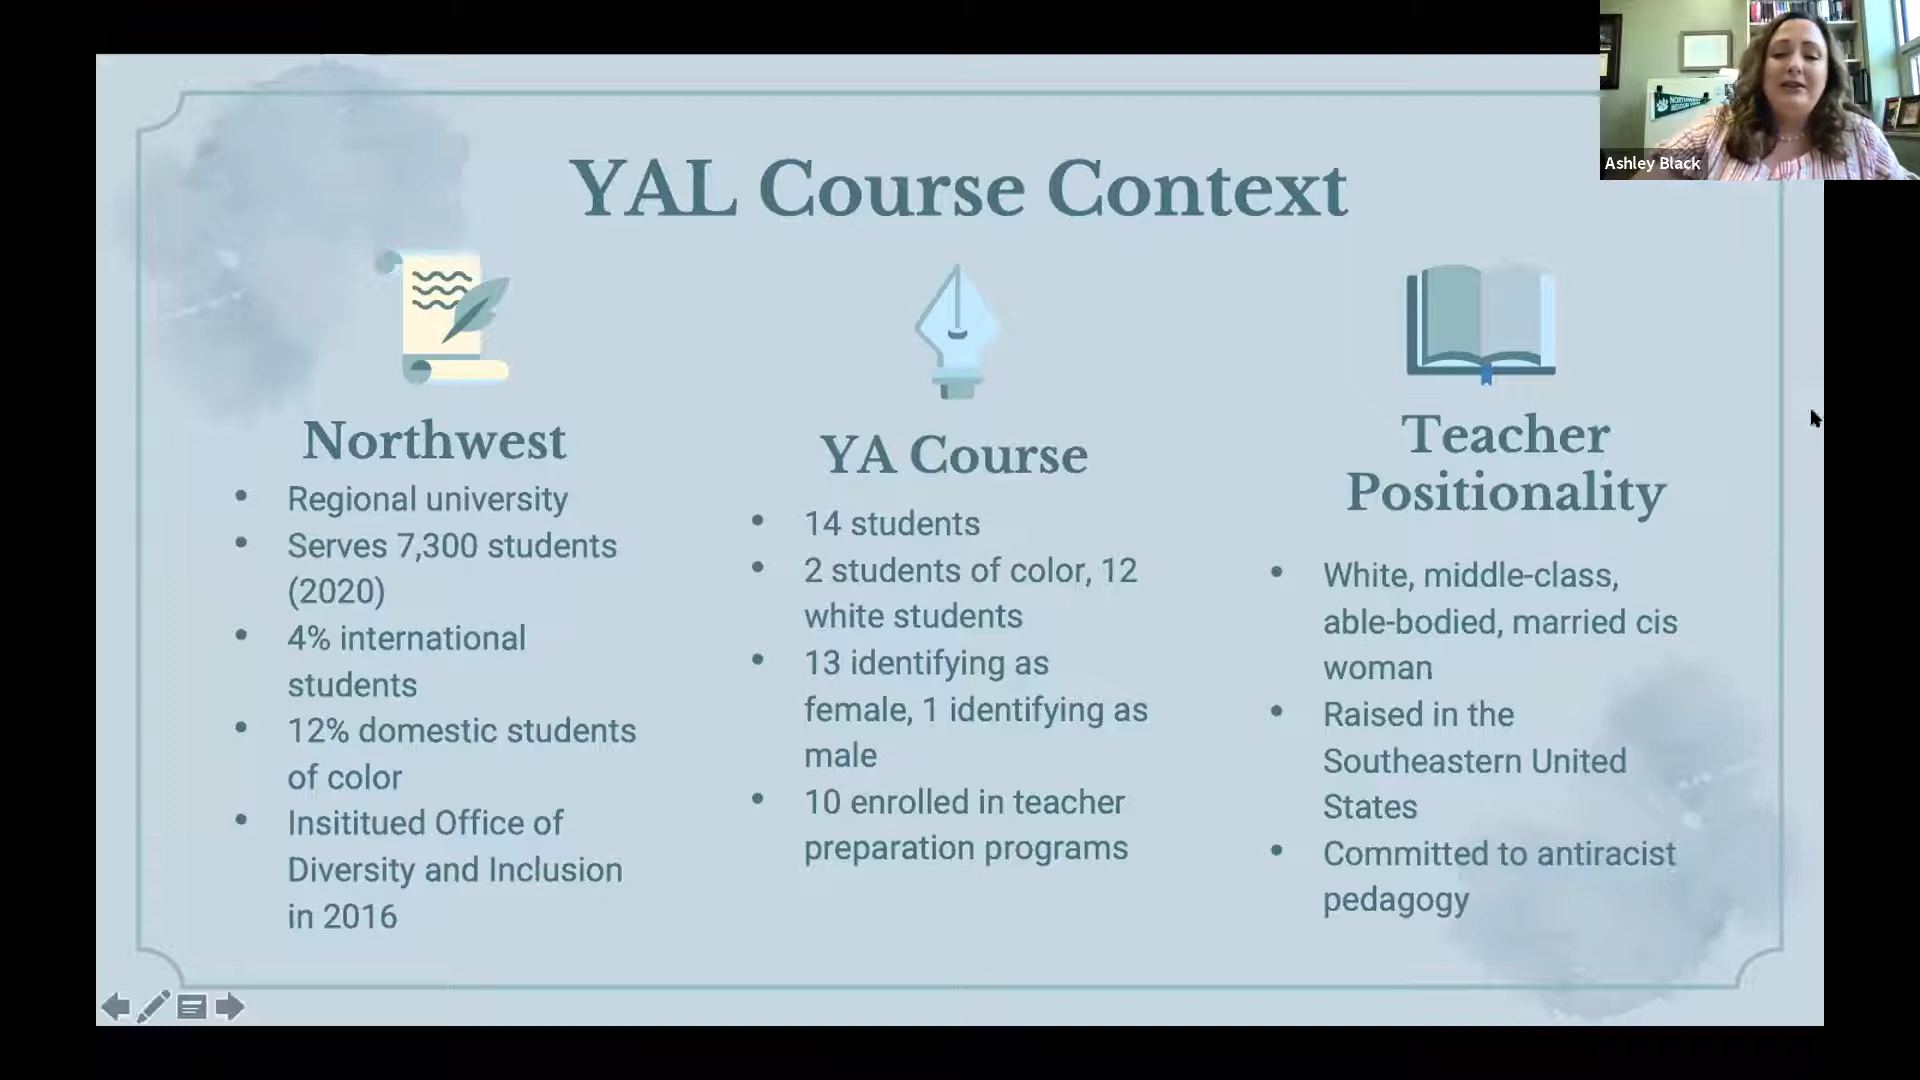 YAL Course Context
Northwest
• Regional university
• Serves 7,300 students
(2020)
• 4% international
students
• 12% domestic students
of color
• Insititued Office of
Diversity and Inclusion
in 2016
YA Course
• 14 students
• 2 students of color, 12
white students
• 13 identifying as
female, 1 identifying as
male
• 10 enrolled in teacher
preparation programs
Teacher
Positionality
• White, middle-class,
able-bodied, married cis
woman
• Raised in the
Southeastern United
States
• Committed to antiracist
pedagogy
NORTHWEST
Ashley Black